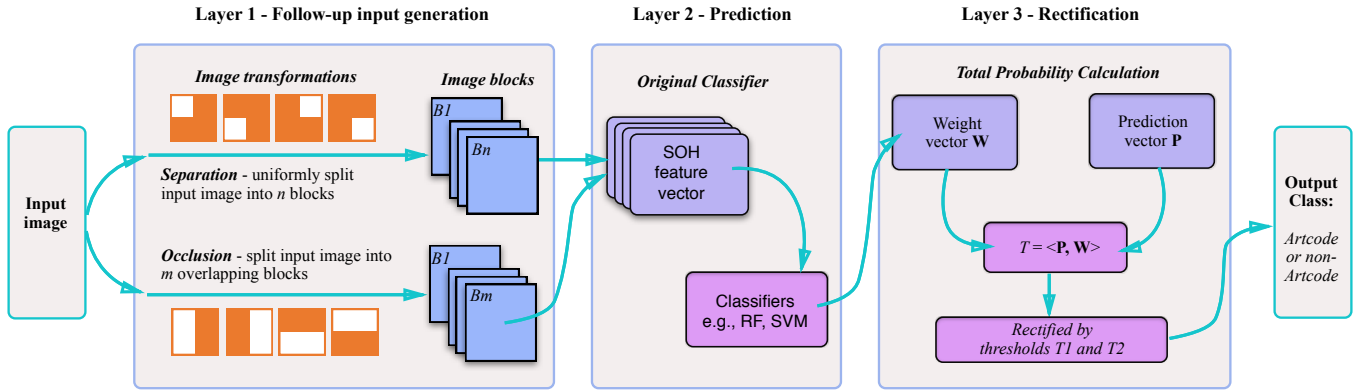 Layer 1 - Follow-up input generation
Layer 2 - Prediction
Layer 3 - Rectification
Input
image
Image transformations
Image blocks
B1
Bn
Separation - uniformly split
input image into n blocks
Occlusion - split input image into
m overlapping blocks
B1
Bm
Original Classifier
SOH
feature
vector
Classifiers
e.g., RF, SVM
Total Probability Calculation
Weight
vector W
Prediction
vector P
T = <P, W>
Rectified by
thresholds T1 and T2
Output
Class:
Artcode
or non-
Artcode